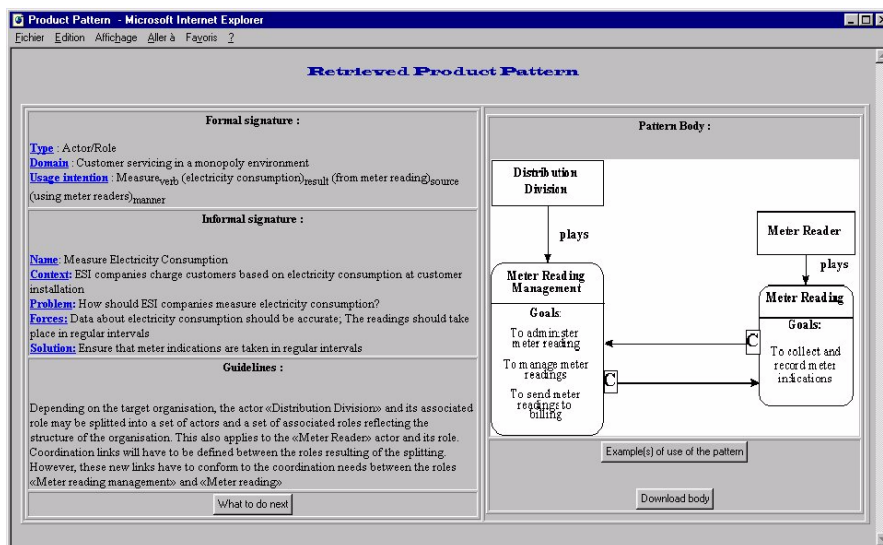 Product Pattern - Microsoft Internet Explorer
Fichier Edition Affichage Aller à Favoris ?
Retrieved Product Pattern
Formal signature :
Type : Actor/Role
Domain : Customer servicing in a monopoly environment
Usage intention : Measure verb (electricity consumption) result (from meter reading) source
(using meter readers) manner
Informal signature :
Name: Measure Electricity Consumption
Context: ESI companies charge customers based on electricity consumption at customer
installation
Problem: How should ESI companies measure electricity consumption?
Forces: Data about electricity consumption should be accurate; The readings should take
place in regular intervals
Solution: Ensure that meter indications are taken in regular intervals
Guidelines :
Depending on the target organisation, the actor «Distribution Division» and its associated
role may be splitted into a set of actors and a set of associated roles reflecting the
structure of the organisation. This also applies to the «Meter Reader» actor and its role.
Coordination links will have to be defined between the roles resulting of the splitting.
However, these new links have to conform to the coordination needs between the roles
«Meter reading management» and «Meter reading»
What to do next
Pattern Body :
Distribution
Division
plays
Meter Reader
plays
Meter Reading
Management
Goals:
To administer
meter reading
To manage meter
readings
To send meter
readings to
billing
Meter Reading
Goals:
To collect and
record meter
indications
C
C
Example(s) of use of the pattern
Download body